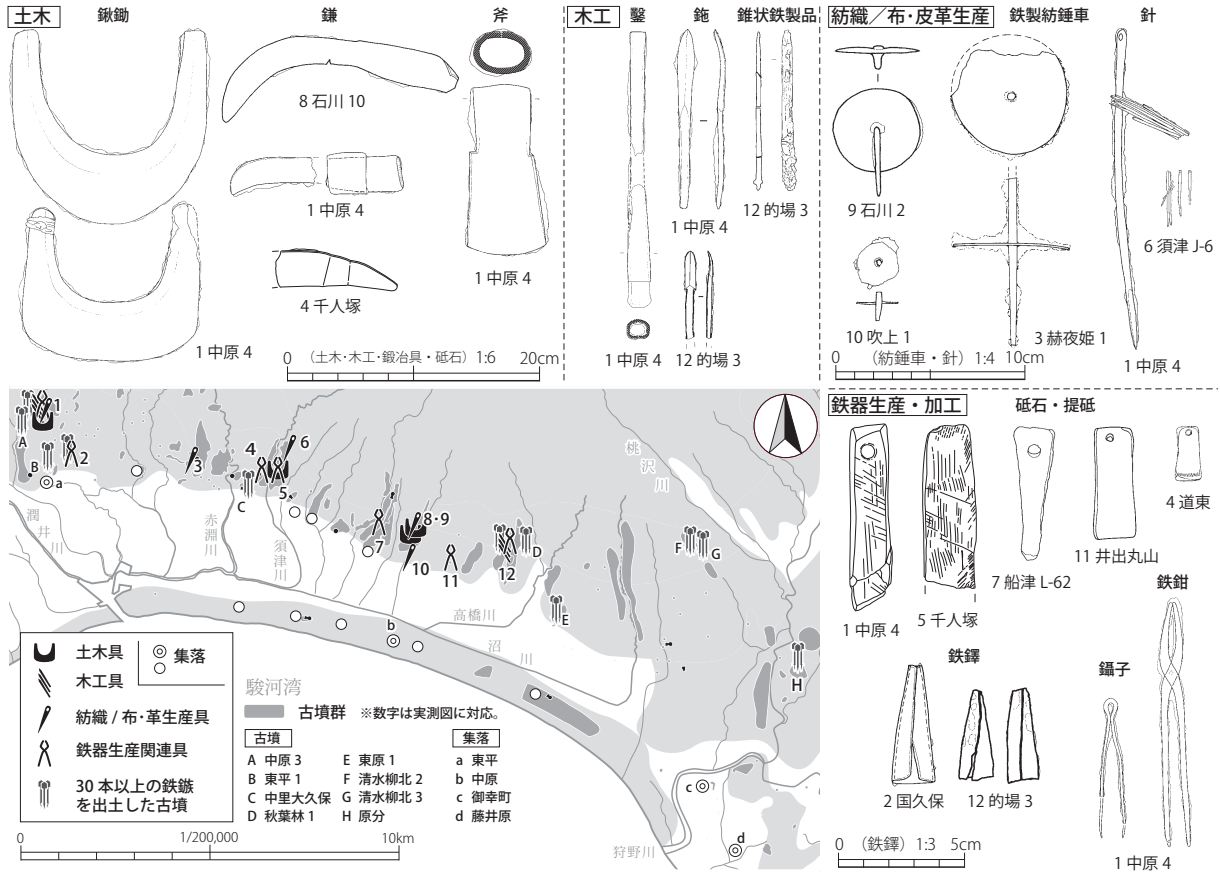 土木
鍬鋤
鎌
斧
8 石川 10
1 中原 4
4 千人塚
1 中原 4
1 中原 4
0 （土木・木工・鍛冶具・砥石）1:6 20cm
木工
鑿
鉇
錐状鉄製品
1 中原 4
12 的場 3
1 中原 4
12 的場 3
紡織／布・皮革生産
鉄製紡錘車
針
9 石川 2
10 吹上 1
3 赫夜姫 1
6 須津 J-6
1 中原 4
0 （紡錘車・針）1:4 10cm
鉄器生産・加工
砥石・提砥
1 中原 4
5 千人塚
7 船津 L-62
11 井出丸山
4 道東
鉄鐸
鑷子
鉄鉗
2 国久保
12 的場 3
1 中原 4
0 （鉄鐸）1:3 5cm
1
A
B
2
a
3
4
5
6
C
7
8・9
10
11
12
D
E
F
G
H
b
c
d
潤井川
赤淵川
須津川
高橋川
沼川
桃沢川
狩野川
駿河湾
土木具
木工具
紡織 / 布・革生産具
鉄器生産関連具
30 本以上の鉄鏃
を出土した古墳
集落
古墳群 ※数字は実測図に対応。
古墳
A 中原 3
B 東平 1
C 中里大久保
D 秋葉林 1
E 東原 1
F 清水柳北 2
G 清水柳北 3
H 原分
集落
a 東平
b 中原
c 御幸町
d 藤井原
0 1/200,000 10km